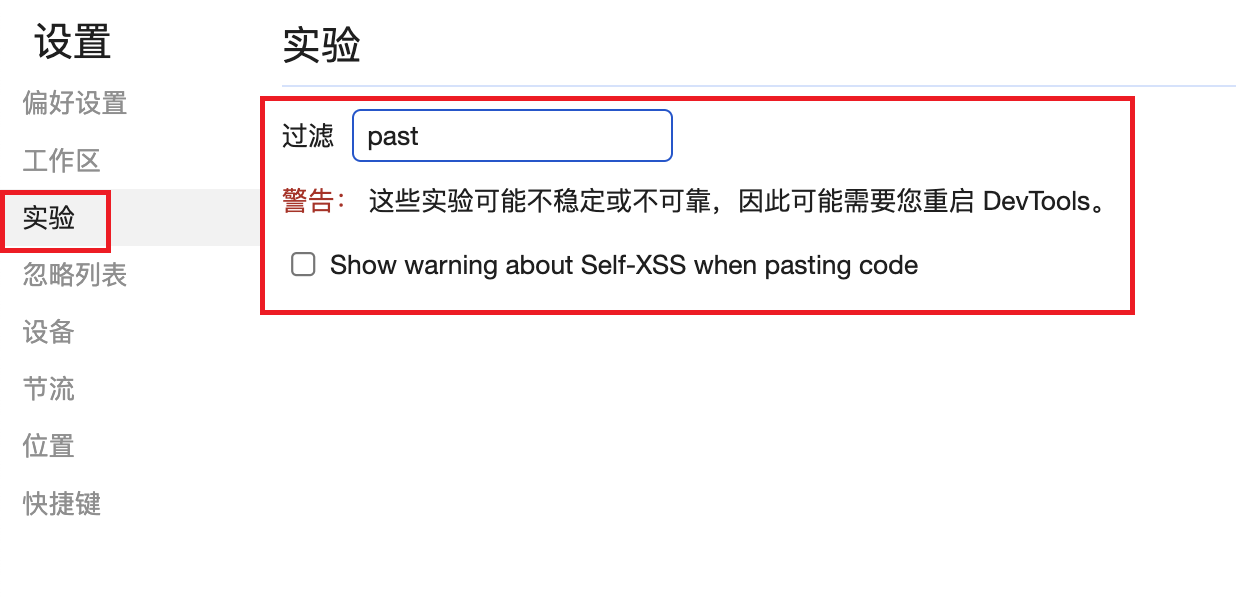 设置
偏好设置
工作区
实验
忽略列表
设备
节流
位置
快捷键
实验
过滤 past
警告： 这些实验可能不稳定或不可靠，因此可能需要您重启 DevTools。
Show warning about Self-XSS when pasting code